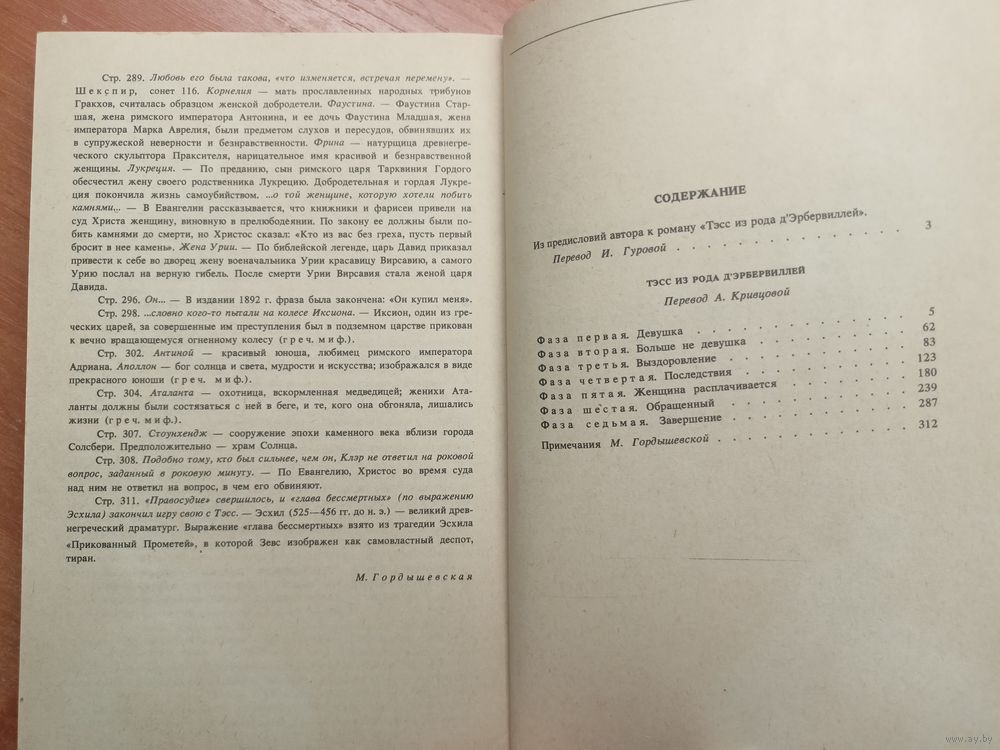 Стр. 289. Любовь его была такова, «что изменяется, встречая перемену». —
Шекспир, сонет 116. Корнелия — мать прославленных народных трибунов
Гракхов, считалась образцом женской добродетели. Фаустина. — Фаустина Стар-
шая, жена римского императора Антонина, и ее дочь Фаустина Младшая, жена
императора Марка Аврелия, были предметом слухов и пересудов, обвинявших их
в супружеской неверности и безнравственности. Фрина — натурщица древнегре-
ческого скульптора Праксителя, нарицательное имя красивой и безнравственной
женщины. Лукреция. — По преданию, сын римского царя Тарквиния Гордого
обесчестил жену своего родственника Лукрецию. Добродетельная и гордая Лукре-
ция покончила жизнь самоубийством. ...о той женщине, которую хотели побить
камнями... — В Евангелии рассказывается, что книжники и фарисеи привели на
суд Христа женщину, виновную в прелюбодеянии. По закону ее должны были по-
бить камнями до смерти, но Христос сказал: «Кто из вас без греха, пусть первый
бросит в нее камень». Жена Урии. — По библейской легенде, царь Давид приказал
привести к себе во дворец жену военачальника Урии красавицу Вирсавию, а самого
Урию послал на верную гибель. После смерти Урии Вирсавия стала женой царя
Давида.
Стр. 296. Он... — В издании 1892 г. фраза была закончена: «Он купил меня».
Стр. 298. ...словно кого-то пытали на колесе Иксиона. — Иксион, один из гре-
ческих царей, за совершенные им преступления был в подземном царстве прикован
к вечно вращающемуся огненному колесу (греч. миф.).
Стр. 302. Антиной — красивый юноша, любимец римского императора
Адриана. Аполлон — бог солнца и света, мудрости и искусства; изображался в виде
прекрасного юноши (греч. миф.).
Стр. 304. Аталанта — охотница, вскормленная медведицей; женихи Ата-
ланты должны были состязаться с ней в беге, и те, кого она обгоняла, лишались
жизни (греч. миф.).
Стр. 307. Стоунхендж — сооружение эпохи каменного века вблизи города
Солсбери. Предположительно — храм Солнца.
Стр. 308. Подобно тому, кто был сильнее, чем он, Клэр не ответил на роковой
вопрос, заданный в роковую минуту. — По Евангелию, Христос во время суда
над ним не ответил на вопрос, в чем его обвиняют.
Стр. 311. «Правосудие» свершилось, и «глава бессмертных» (по выражению
Эсхила) закончил игру свою с Тэсс. — Эсхил (525—456 гг. до н. э.) — великий древ-
негреческий драматург. Выражение «глава бессмертных» взято из трагедии Эсхила
«Прикованный Прометей», в которой Зевс изображен как самовластный деспот,
тиран.
М. Гордышевская
СОДЕРЖАНИЕ
Из предисловий автора к роману «Тэсс из рода д'Эрбервиллей».
Перевод И. Гуровой . . . . . . . . . . . . . 3
ТЭСС ИЗ РОДА Д'ЭРБЕРВИЛЛЕЙ
Перевод А. Кривцовой
Фаза первая. Девушка . . . . . . . . . . . 5
Фаза вторая. Больше не девушка . . . . . . . . 62
Фаза третья. Выздоровление . . . . . . . . . 83
Фаза четвертая. Последствия . . . . . . . . . 123
Фаза пятая. Женщина расплачивается . . . . . . 180
Фаза шестая. Обращенный . . . . . . . . . 239
Фаза седьмая. Завершение . . . . . . . . . 287
Примечания М. Гордышевской . . . . . . . . . 312
www.ay.by